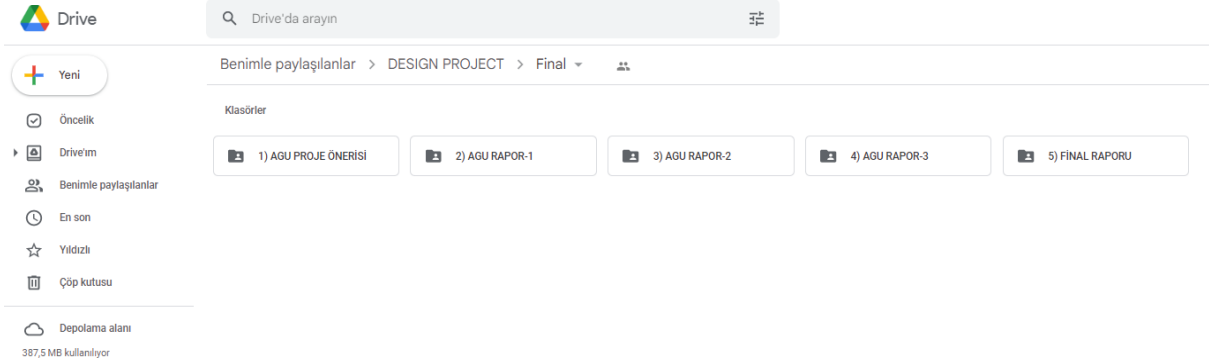 Drive
Drive'da arayın
Yeni
Benimle paylaşılanlar > DESIGN PROJECT > Final
Klasörler
Öncelik
Drive'ım
Benimle paylaşılanlar
En son
Yıldızlı
Çöp kutusu
Depolama alanı
387,5 MB kullanılıyor
1) AGU PROJE ÖNERİSİ
2) AGU RAPOR-1
3) AGU RAPOR-2
4) AGU RAPOR-3
5) FİNAL RAPORU